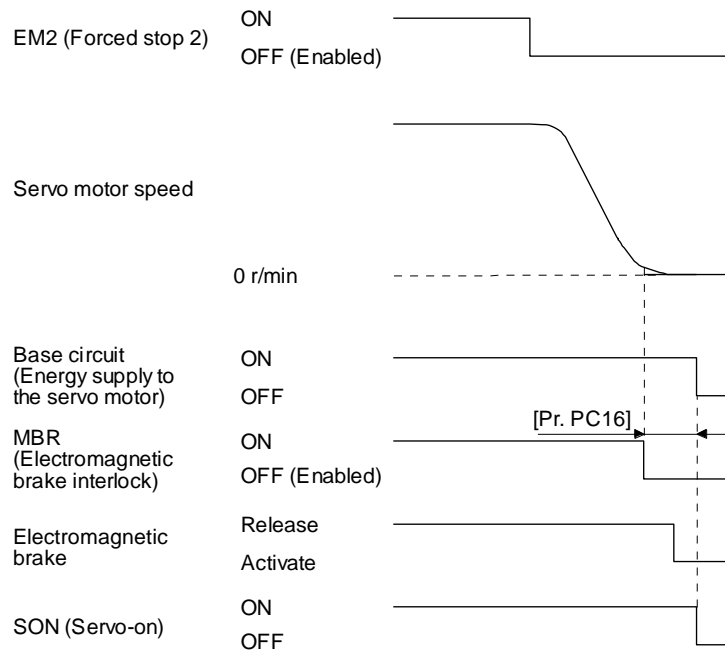 EM2 (Forced stop 2)
ON
OFF (Enabled)
Servo motor speed
0 r/min
Base circuit
(Energy supply to
the servo motor)
ON
OFF
[Pr. PC16]
MBR
(Electromagnetic
brake interlock)
ON
OFF (Enabled)
Electromagnetic
brake
Release
Activate
SON (Servo-on)
ON
OFF